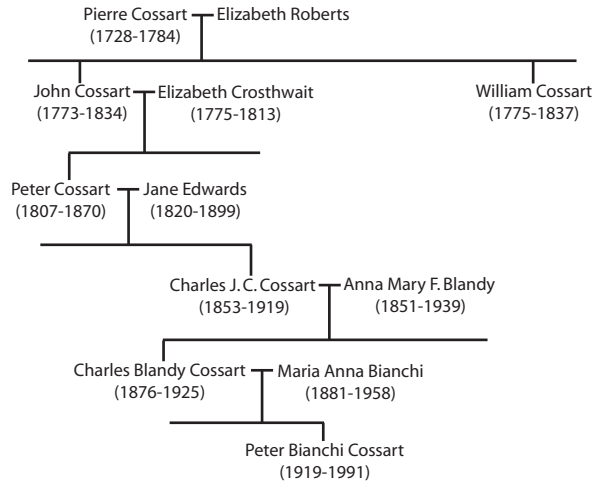 Pierre Cossart Elizabeth Roberts
(1728-1784)
John Cossart Elizabeth Crosthwait William Cossart
(1773-1834) (1775-1813) (1775-1837)
Peter Cossart Jane Edwards
(1807-1870) (1820-1899)
Charles J. C. Cossart Anna Mary F. Blandy
(1853-1919) (1851-1939)
Charles Blandy Cossart Maria Anna Bianchi
(1876-1925) (1881-1958)
Peter Bianchi Cossart
(1919-1991)